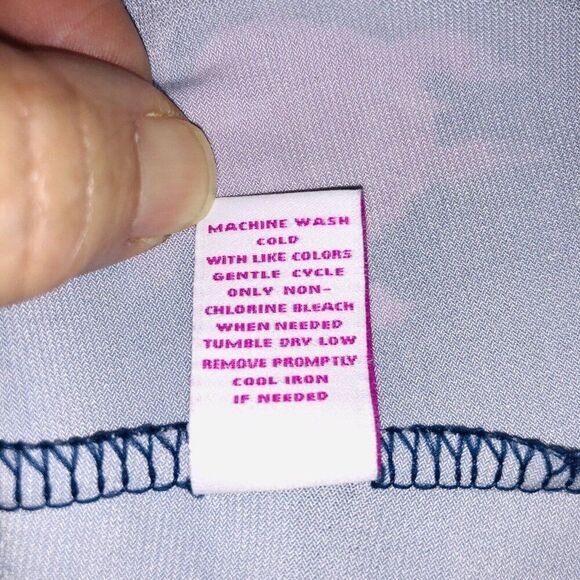 MACHINE WASH
COLD
WITH LIKE COLORS
GENTLE CYCLE
ONLY NON-
CHLORINE BLEACH
WHEN NEEDED
TUMBLE DRY LOW
REMOVE PROMPTLY
COOL IRON
IF NEEDED